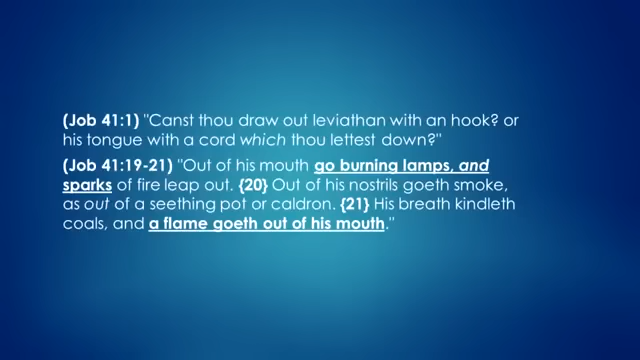 (Job 41:1) "Canst thou draw out leviathan with an hook? or
his tongue with a cord which thou lettest down?"
(Job 41:19-21) "Out of his mouth go burning lamps, and
sparks of fire leap out. {20} Out of his nostrils goeth smoke,
as out of a seething pot or caldron. {21} His breath kindleth
coals, and a flame goeth out of his mouth."